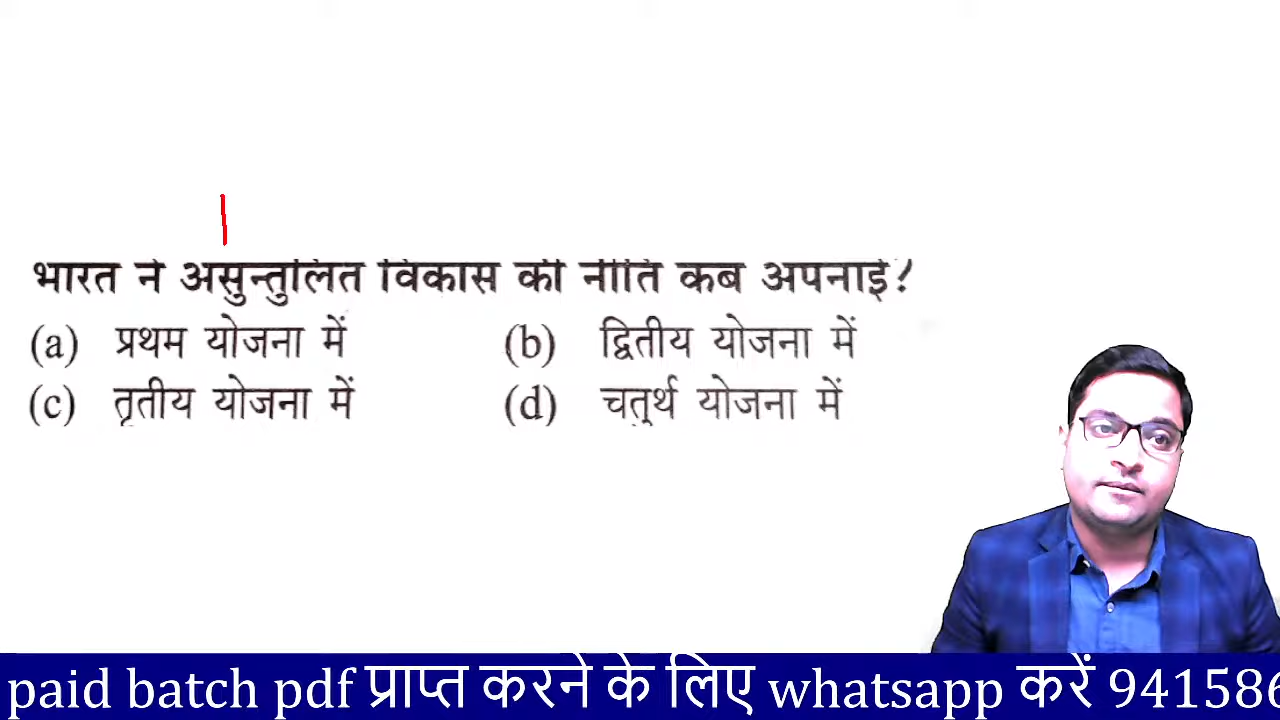 भारत ने असुन्तुलित विकास की नीति कब अपनाई?
(a) प्रथम योजना में (b) द्वितीय योजना में
(c) तृतीय योजना में (d) चतुर्थ योजना में
paid batch pdf प्राप्त करने के लिए whatsapp करें 941586